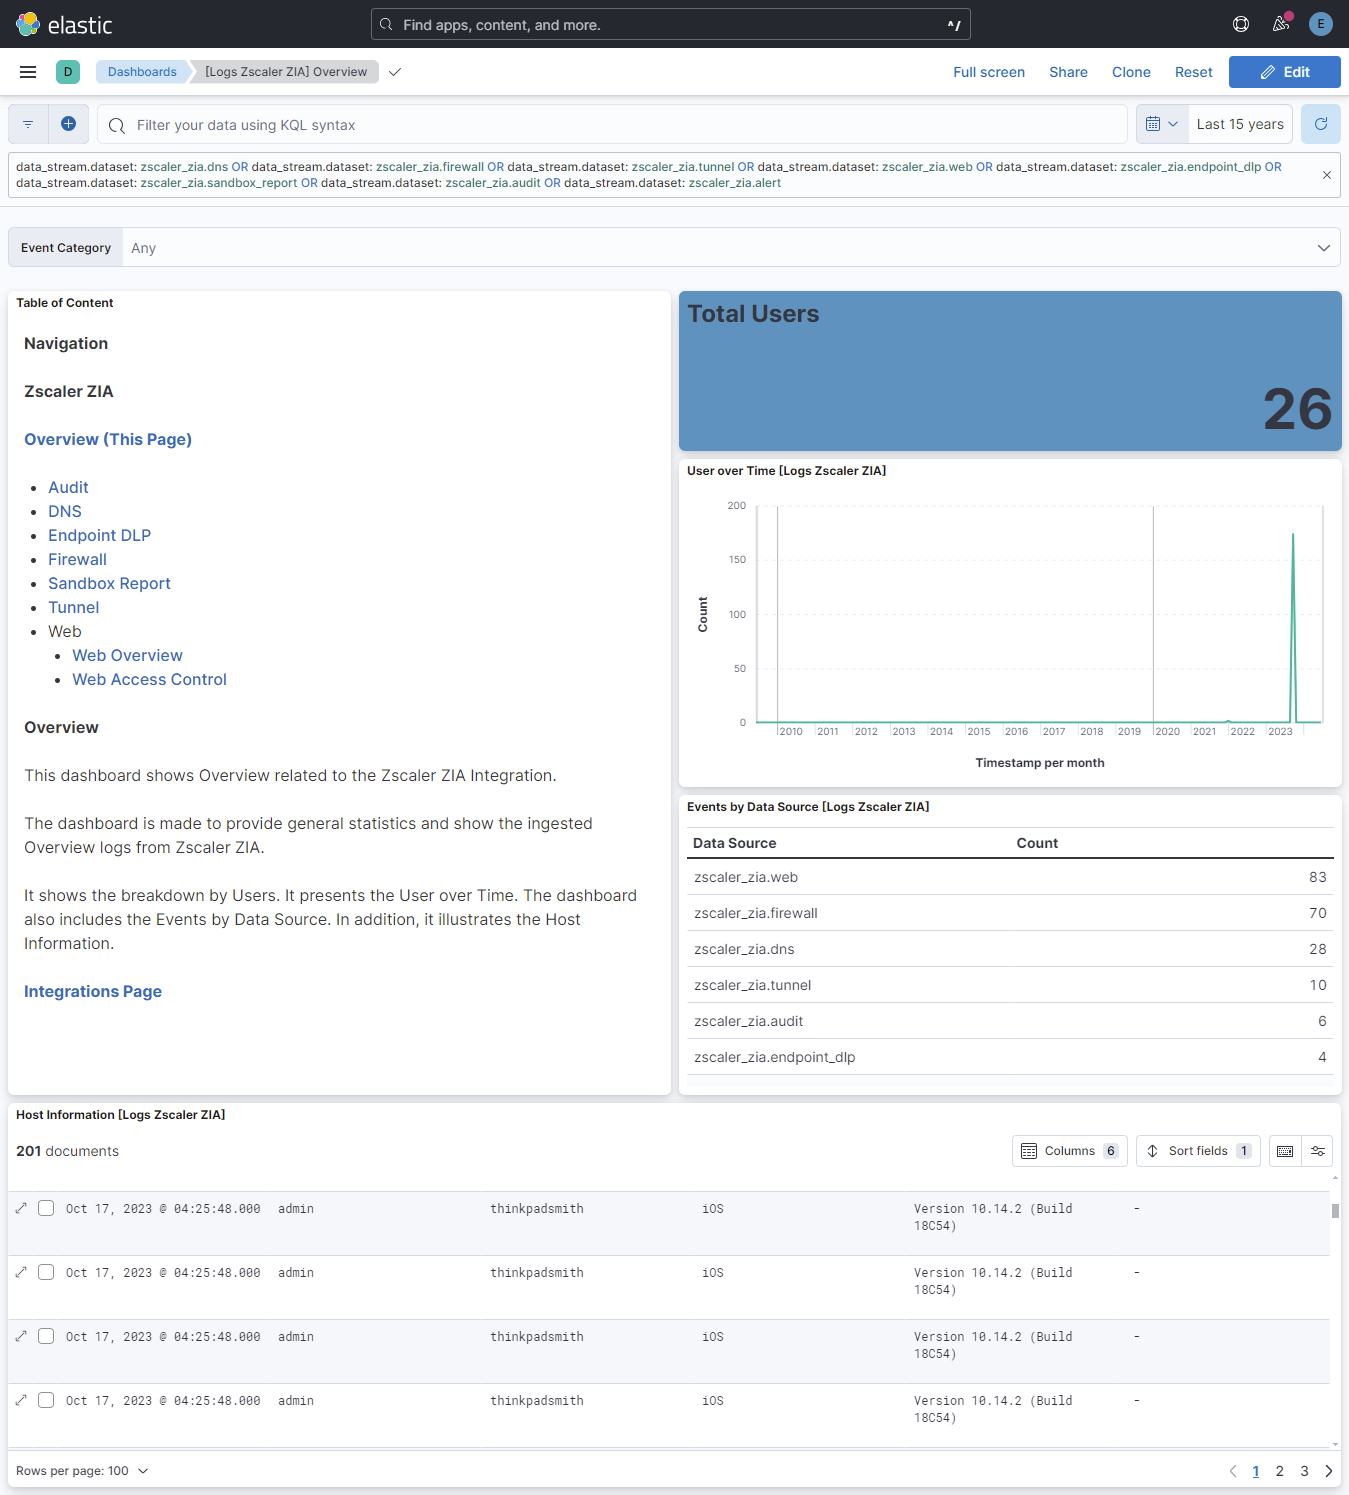 elastic
Find apps, content, and more.
^/
E
D
Dashboards
[Logs Zscaler ZIA] Overview
Full screen
Share
Clone
Reset
Edit
Filter your data using KQL syntax
Last 15 years
data_stream.dataset: zscaler_zia.dns OR data_stream.dataset: zscaler_zia.firewall OR data_stream.dataset: zscaler_zia.tunnel OR data_stream.dataset: zscaler_zia.web OR data_stream.dataset: zscaler_zia.endpoint_dlp OR
data_stream.dataset: zscaler_zia.sandbox_report OR data_stream.dataset: zscaler_zia.audit OR data_stream.dataset: zscaler_zia.alert
Event Category
Any
Table of Content
Navigation
Zscaler ZIA
Overview (This Page)
Audit
DNS
Endpoint DLP
Firewall
Sandbox Report
Tunnel
Web
Web Overview
Web Access Control
Overview
This dashboard shows Overview related to the Zscaler ZIA Integration.
The dashboard is made to provide general statistics and show the ingested
Overview logs from Zscaler ZIA.
It shows the breakdown by Users. It presents the User over Time. The dashboard
also includes the Events by Data Source. In addition, it illustrates the Host
Information.
Integrations Page
Total Users
26
User over Time [Logs Zscaler ZIA]
200
150
100
50
0
Count
2010 2011 2012 2013 2014 2015 2016 2017 2018 2019 2020 2021 2022 2023
Timestamp per month
Events by Data Source [Logs Zscaler ZIA]
Data Source Count
zscaler_zia.web 83
zscaler_zia.firewall 70
zscaler_zia.dns 28
zscaler_zia.tunnel 10
zscaler_zia.audit 6
zscaler_zia.endpoint_dlp 4
Host Information [Logs Zscaler ZIA]
201 documents
Columns 6
Sort fields 1
Oct 17, 2023 @ 04:25:48.000 admin thinkpadsmith iOS Version 10.14.2 (Build -
18C54)
Oct 17, 2023 @ 04:25:48.000 admin thinkpadsmith iOS Version 10.14.2 (Build -
18C54)
Oct 17, 2023 @ 04:25:48.000 admin thinkpadsmith iOS Version 10.14.2 (Build -
18C54)
Oct 17, 2023 @ 04:25:48.000 admin thinkpadsmith iOS Version 10.14.2 (Build -
18C54)
Rows per page: 100
1 2 3